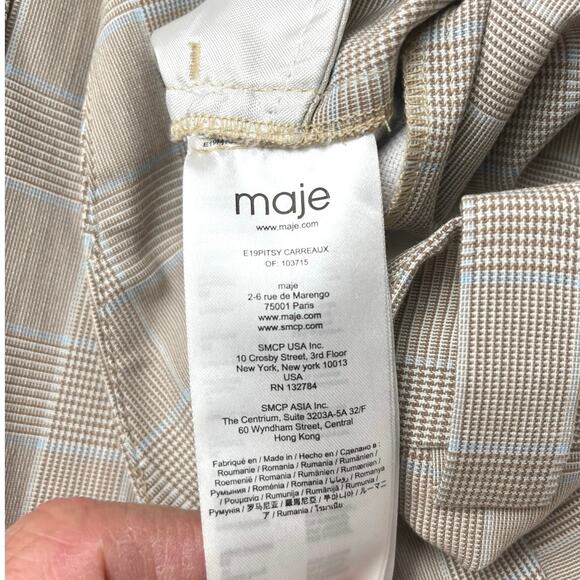 maje
www.maje.com
E19PITSY CARREAUX
OF: 103715
maje
2-6 rue de Marengo
75001 Paris
www.maje.com
www.smcp.com
SMCP USA Inc.
10 Crosby Street, 3rd Floor
New York, New york 10013
USA
RN 132784
SMCP ASIA Inc.
The Centrium, Suite 3203A-5A 32/F
60 Wyndham Street, Central
Hong Kong
Fabriqué en / Made in / Hecho en / Сделано в :
Roumanie / Romania / Rumania / Rumänien /
Roemenië / Romania / Rumænien /
Румыния / Roménia / Romania / رومانيا / Romanya
/ Ρουμανία / Rumunija / Rumunia /
Румунія / 罗马尼亚 / 羅馬尼亞 / 루마니아 / ルーマニ
ア / Rumania / โรมาเนีย